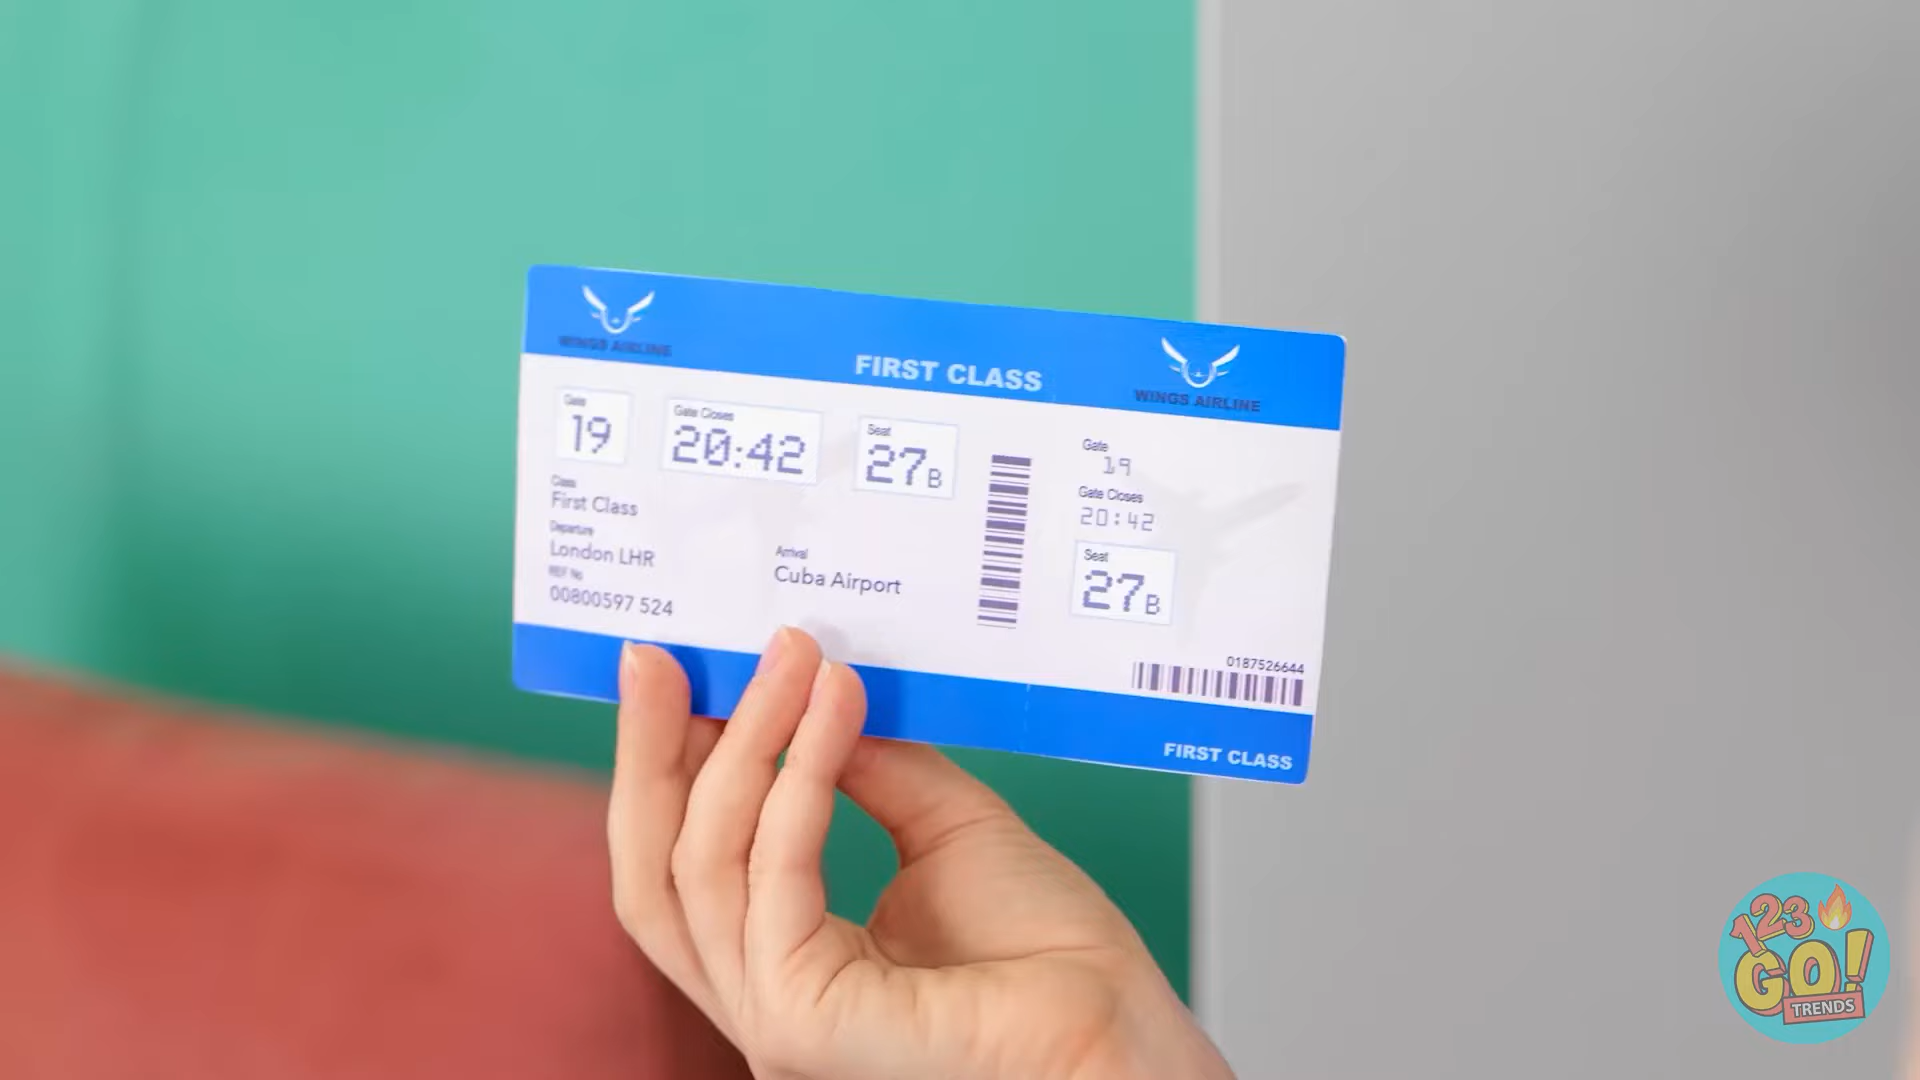 WINGS AIRLINE
FIRST CLASS
WINGS AIRLINE
Gate
19
Gate Closes
20:42
Seat
27B
Class
First Class
Departure
London LHR
REF No
00800597 524
Arrival
Cuba Airport
Gate
19
Gate Closes
20:42
Seat
27B
0187526644
FIRST CLASS
123
GO!
TRENDS